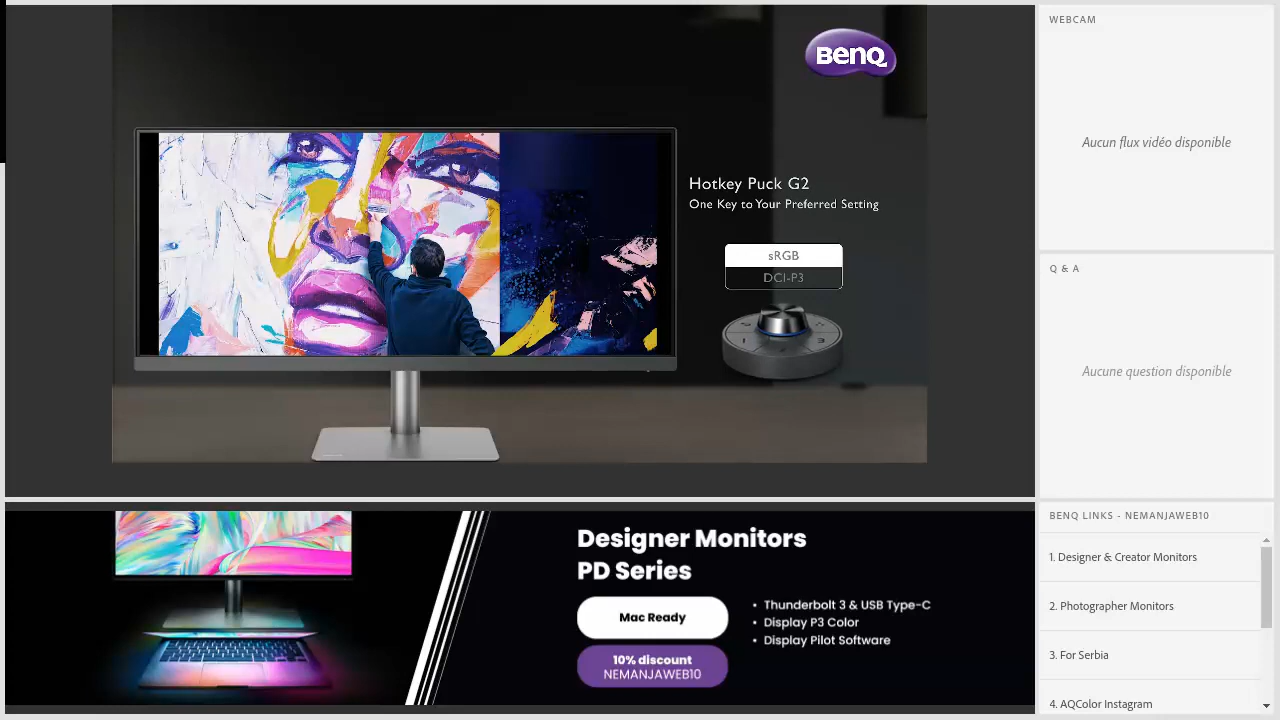 BenQ
Hotkey Puck G2
One Key to Your Preferred Setting
sRGB
DCI-P3
WEBCAM
Aucun flux vidéo disponible
Q & A
Aucune question disponible
Designer Monitors
PD Series
Mac Ready
10% discount
NEMANJAWEB10
• Thunderbolt 3 & USB Type-C
• Display P3 Color
• Display Pilot Software
BENQ LINKS - NEMANJAWEB10
1. Designer & Creator Monitors
2. Photographer Monitors
3. For Serbia
4. AQColor Instagram